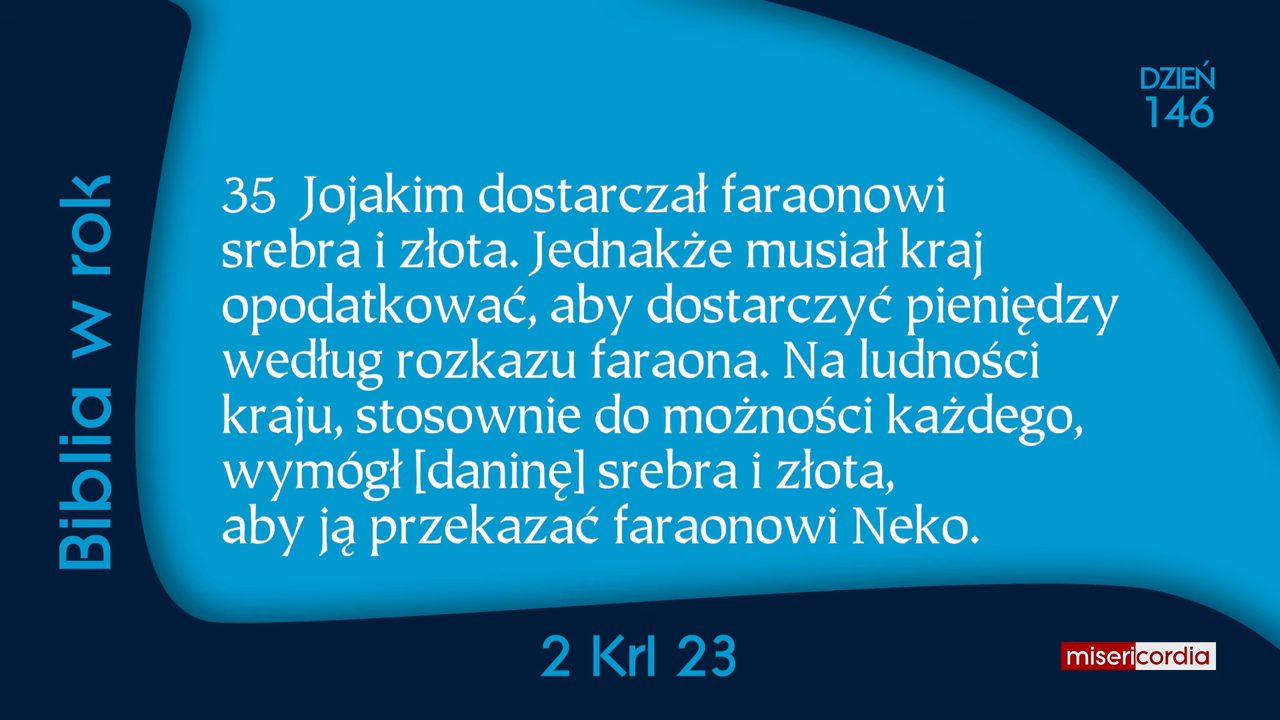 DZIEŃ
146
Biblia w rok
35 Jojakim dostarczał faraonowi
srebra i złota. Jednakże musiał kraj
opodatkować, aby dostarczyć pieniędzy
według rozkazu faraona. Na ludności
kraju, stosownie do możności każdego,
wymógł [daninę] srebra i złota,
aby ją przekazać faraonowi Neko.
2 Krl 23
misericordia